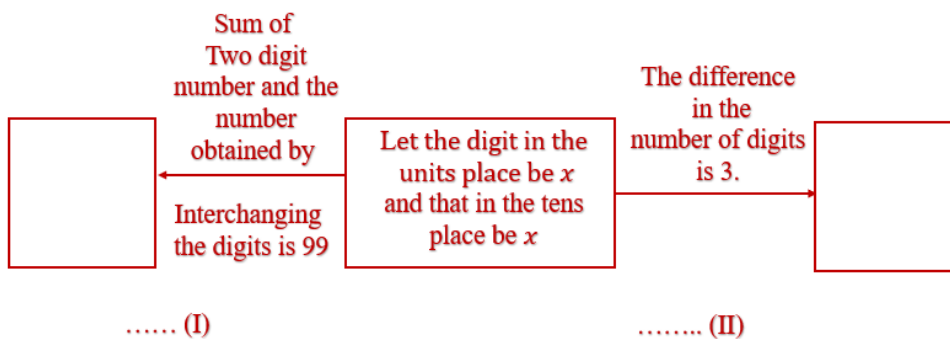 Sum of
Two digit
number and the
number
obtained by
Interchanging
the digits is 99
Let the digit in the
units place be x
and that in the tens
place be x
The difference
in the
number of digits
is 3.
…… (I)
…….. (II)